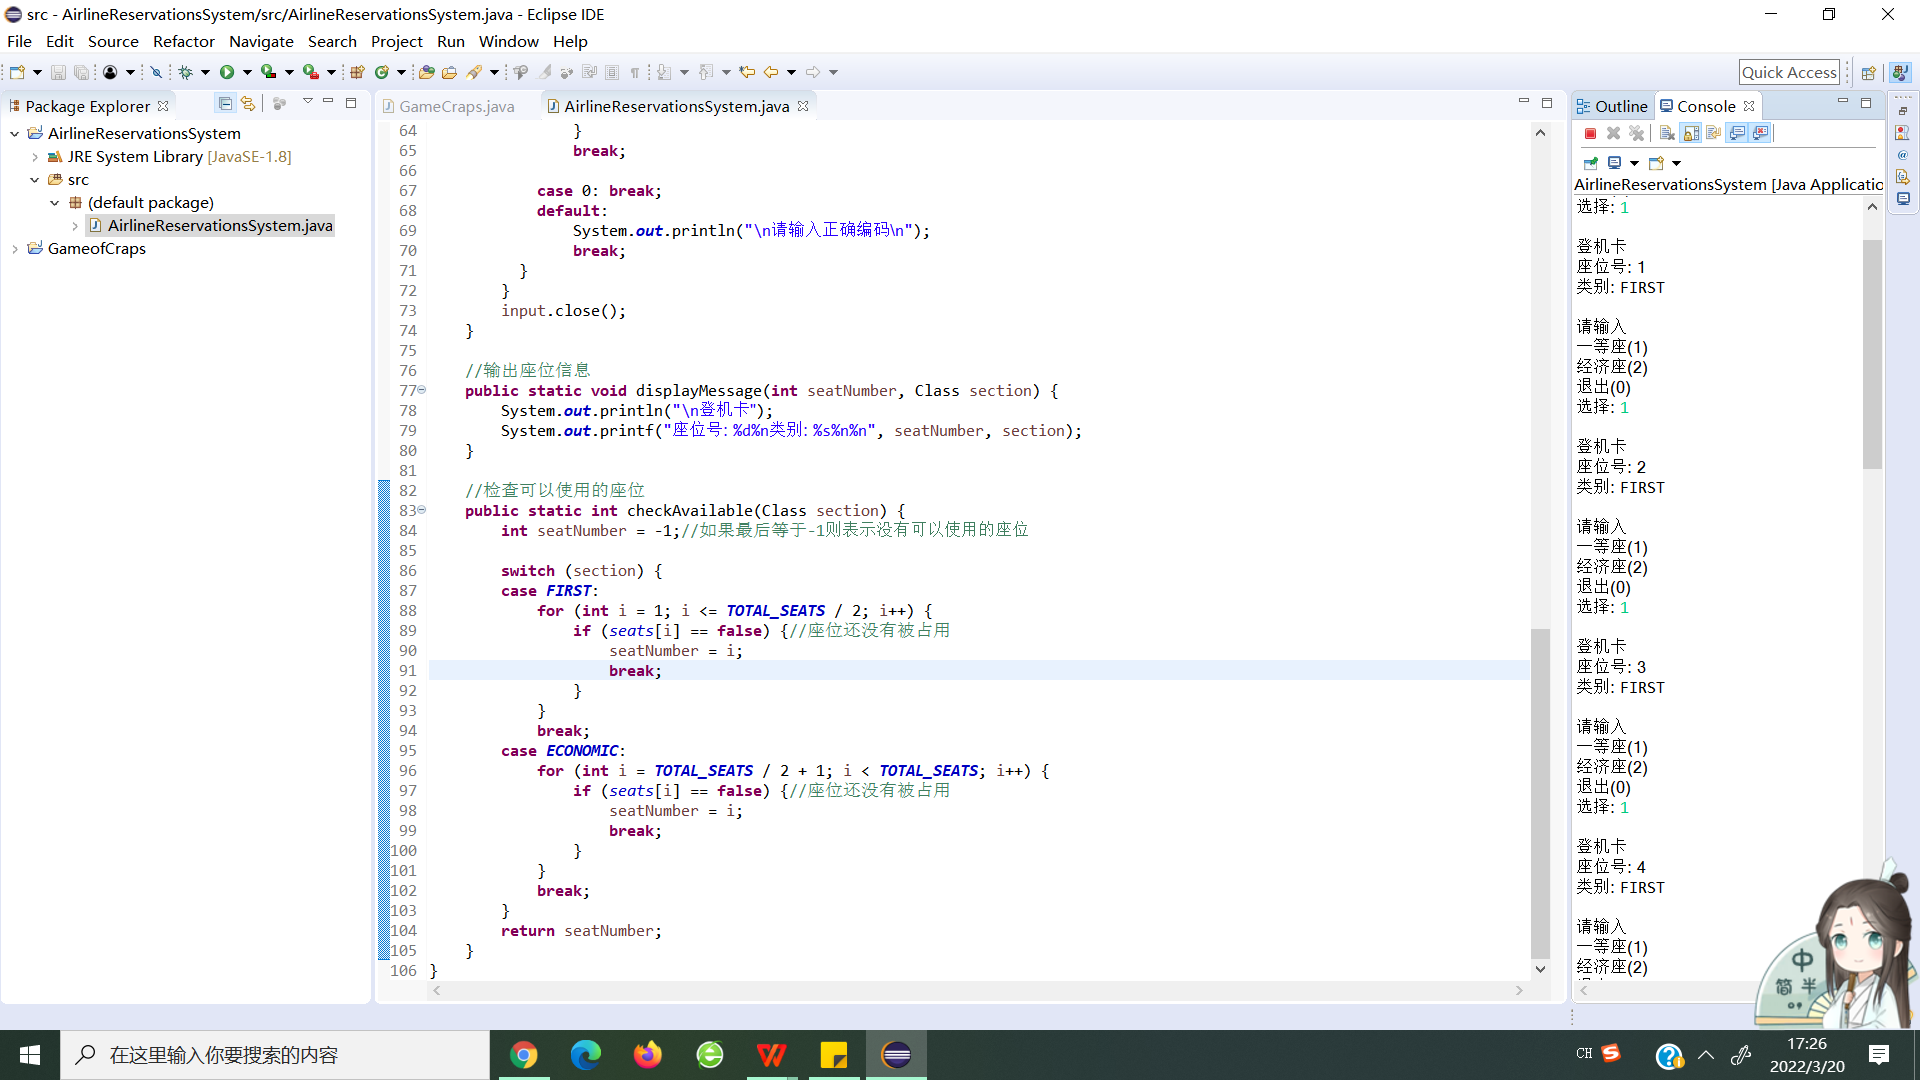 src - AirlineReservationsSystem/src/AirlineReservationsSystem.java - Eclipse IDE
File Edit Source Refactor Navigate Search Project Run Window Help
Quick Access
Package Explorer
AirlineReservationsSystem
JRE System Library [JavaSE-1.8]
src
(default package)
AirlineReservationsSystem.java
GameofCraps
GameCraps.java
AirlineReservationsSystem.java
64 }
65 break;
66
67 case 0: break;
68 default:
69 System.out.println("\n请输入正确编码\n");
70 break;
71 }
72 }
73 input.close();
74 }
75
76 //输出座位信息
77 public static void displayMessage(int seatNumber, Class section) {
78 System.out.println("\n登机卡");
79 System.out.printf("座位号: %d%n类别: %s%n%n", seatNumber, section);
80 }
81
82 //检查可以使用的座位
83 public static int checkAvailable(Class section) {
84 int seatNumber = -1;//如果最后等于-1则表示没有可以使用的座位
85
86 switch (section) {
87 case FIRST:
88 for (int i = 1; i <= TOTAL_SEATS / 2; i++) {
89 if (seats[i] == false) {//座位还没有被占用
90 seatNumber = i;
91 break;
92 }
93 }
94 break;
95 case ECONOMIC:
96 for (int i = TOTAL_SEATS / 2 + 1; i < TOTAL_SEATS; i++) {
97 if (seats[i] == false) {//座位还没有被占用
98 seatNumber = i;
99 break;
100 }
101 }
102 break;
103 }
104 return seatNumber;
105 }
106 }
Outline
Console
AirlineReservationsSystem [Java Applicatio
选择: 1
登机卡
座位号: 1
类别: FIRST
请输入
一等座(1)
经济座(2)
退出(0)
选择: 1
登机卡
座位号: 2
类别: FIRST
请输入
一等座(1)
经济座(2)
退出(0)
选择: 1
登机卡
座位号: 3
类别: FIRST
请输入
一等座(1)
经济座(2)
退出(0)
选择: 1
登机卡
座位号: 4
类别: FIRST
请输入
一等座(1)
经济座(2)
中
简 半
在这里输入你要搜索的内容
CH
17:26
2022/3/20